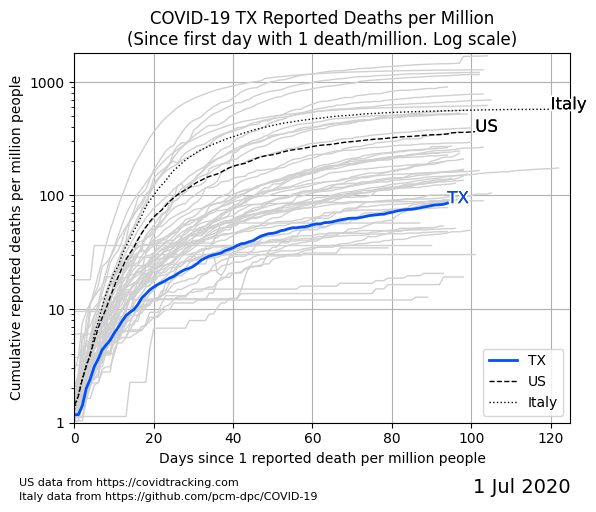 COVID-19 TX Reported Deaths per Million
(Since first day with 1 death/million. Log scale)
Cumulative reported deaths per million people
1000
100
10
1
Italy
US
TX
TX
US
Italy
0 20 40 60 80 100 120
Days since 1 reported death per million people
US data from https://covidtracking.com
Italy data from https://github.com/pcm-dpc/COVID-19
1 Jul 2020